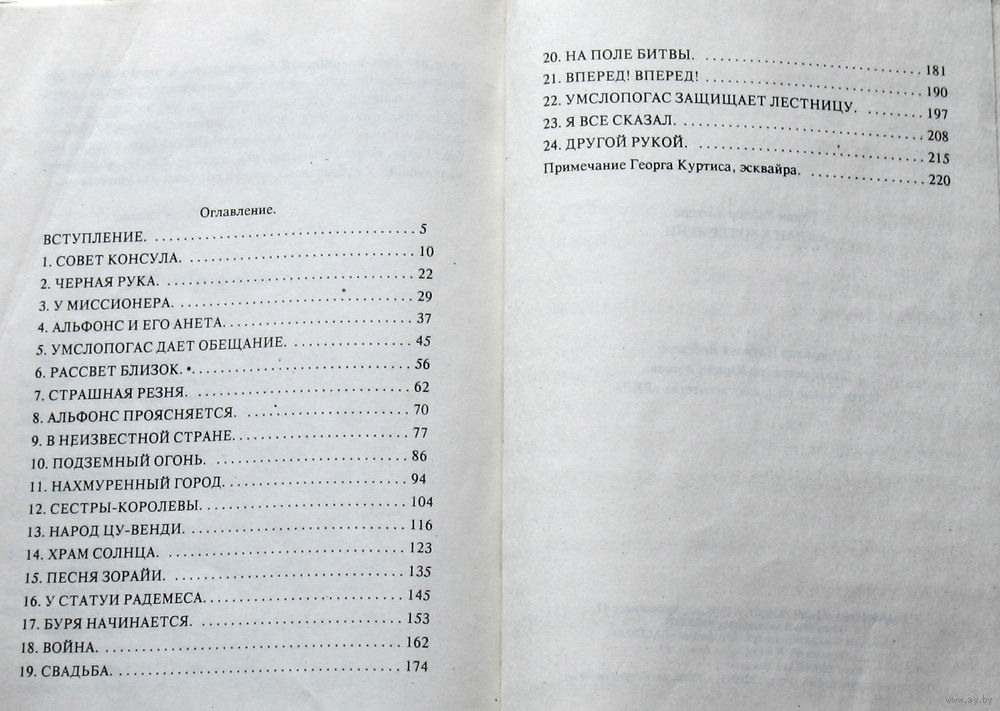 Оглавление.
ВСТУПЛЕНИЕ. 5
1. СОВЕТ КОНСУЛА. 10
2. ЧЕРНАЯ РУКА. 22
3. У МИССИОНЕРА. 29
4. АЛЬФОНС И ЕГО АНЕТА. 37
5. УМСЛОПОГАС ДАЕТ ОБЕЩАНИЕ. 45
6. РАССВЕТ БЛИЗОК. 56
7. СТРАШНАЯ РЕЗНЯ. 62
8. АЛЬФОНС ПРОЯСНЯЕТСЯ. 70
9. В НЕИЗВЕСТНОЙ СТРАНЕ. 77
10. ПОДЗЕМНЫЙ ОГОНЬ. 86
11. НАХМУРЕННЫЙ ГОРОД. 94
12. СЕСТРЫ-КОРОЛЕВЫ. 104
13. НАРОД ЦУ-ВЕНДИ. 116
14. ХРАМ СОЛНЦА. 123
15. ПЕСНЯ ЗОРАЙИ. 135
16. У СТАТУИ РАДЕМЕСА. 145
17. БУРЯ НАЧИНАЕТСЯ. 153
18. ВОЙНА. 162
19. СВАДЬБА. 174
20. НА ПОЛЕ БИТВЫ. 181
21. ВПЕРЕД! ВПЕРЕД! 190
22. УМСЛОПОГАС ЗАЩИЩАЕТ ЛЕСТНИЦУ. 197
23. Я ВСЕ СКАЗАЛ. 208
24. ДРУГОЙ РУКОЙ. 215
Примечание Георга Куртиса, эсквайра. 220
www.ay.by